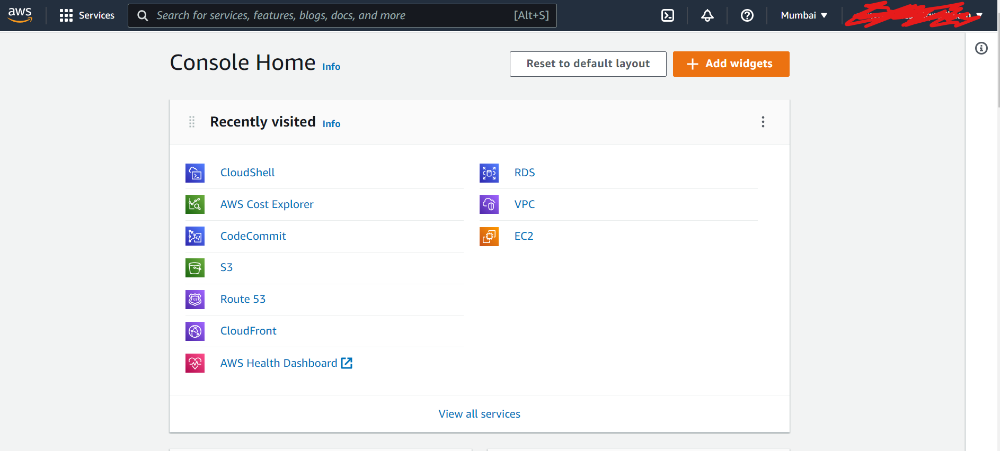 aws
Services
Search for services, features, blogs, docs, and more
[Alt+S]
Mumbai
Console Home Info
Reset to default layout
Add widgets
Recently visited Info
CloudShell
AWS Cost Explorer
CodeCommit
S3
Route 53
CloudFront
AWS Health Dashboard
RDS
VPC
EC2
View all services